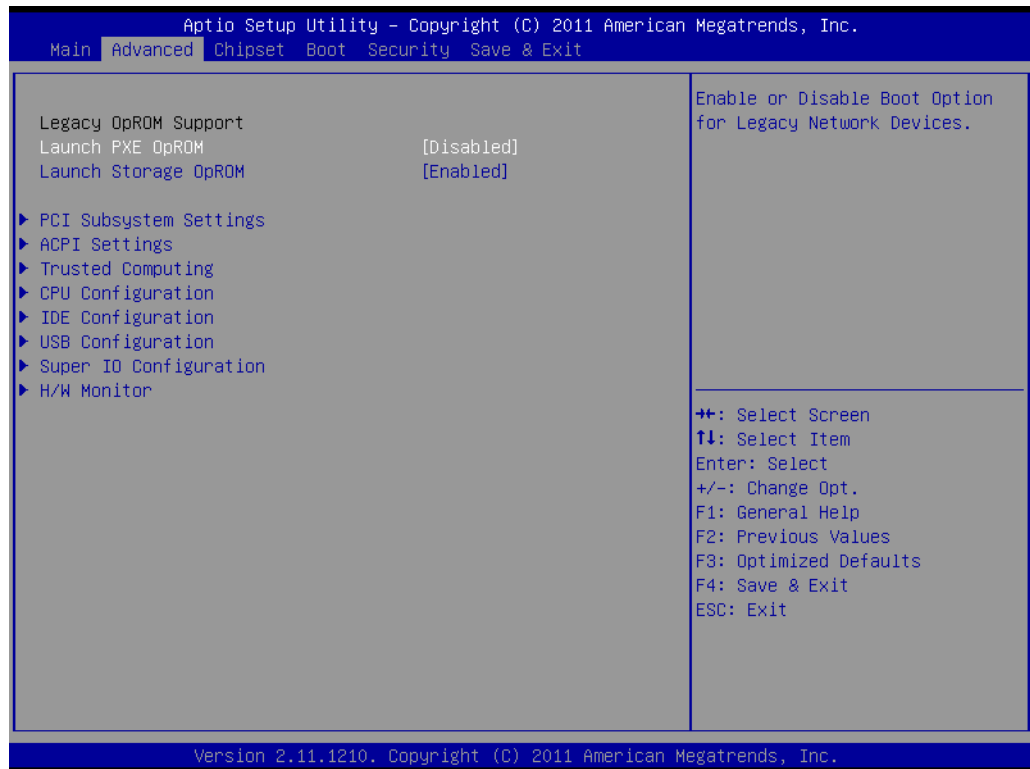 Aptio Setup Utility – Copyright (C) 2011 American Megatrends, Inc.
Main Advanced Chipset Boot Security Save & Exit
Legacy OpROM Support
Launch PXE OpROM [Disabled]
Launch Storage OpROM [Enabled]
▶ PCI Subsystem Settings
▶ ACPI Settings
▶ Trusted Computing
▶ CPU Configuration
▶ IDE Configuration
▶ USB Configuration
▶ Super IO Configuration
▶ H/W Monitor
Enable or Disable Boot Option
for Legacy Network Devices.
→←: Select Screen
↑↓: Select Item
Enter: Select
+/-: Change Opt.
F1: General Help
F2: Previous Values
F3: Optimized Defaults
F4: Save & Exit
ESC: Exit
Version 2.11.1210. Copyright (C) 2011 American Megatrends, Inc.